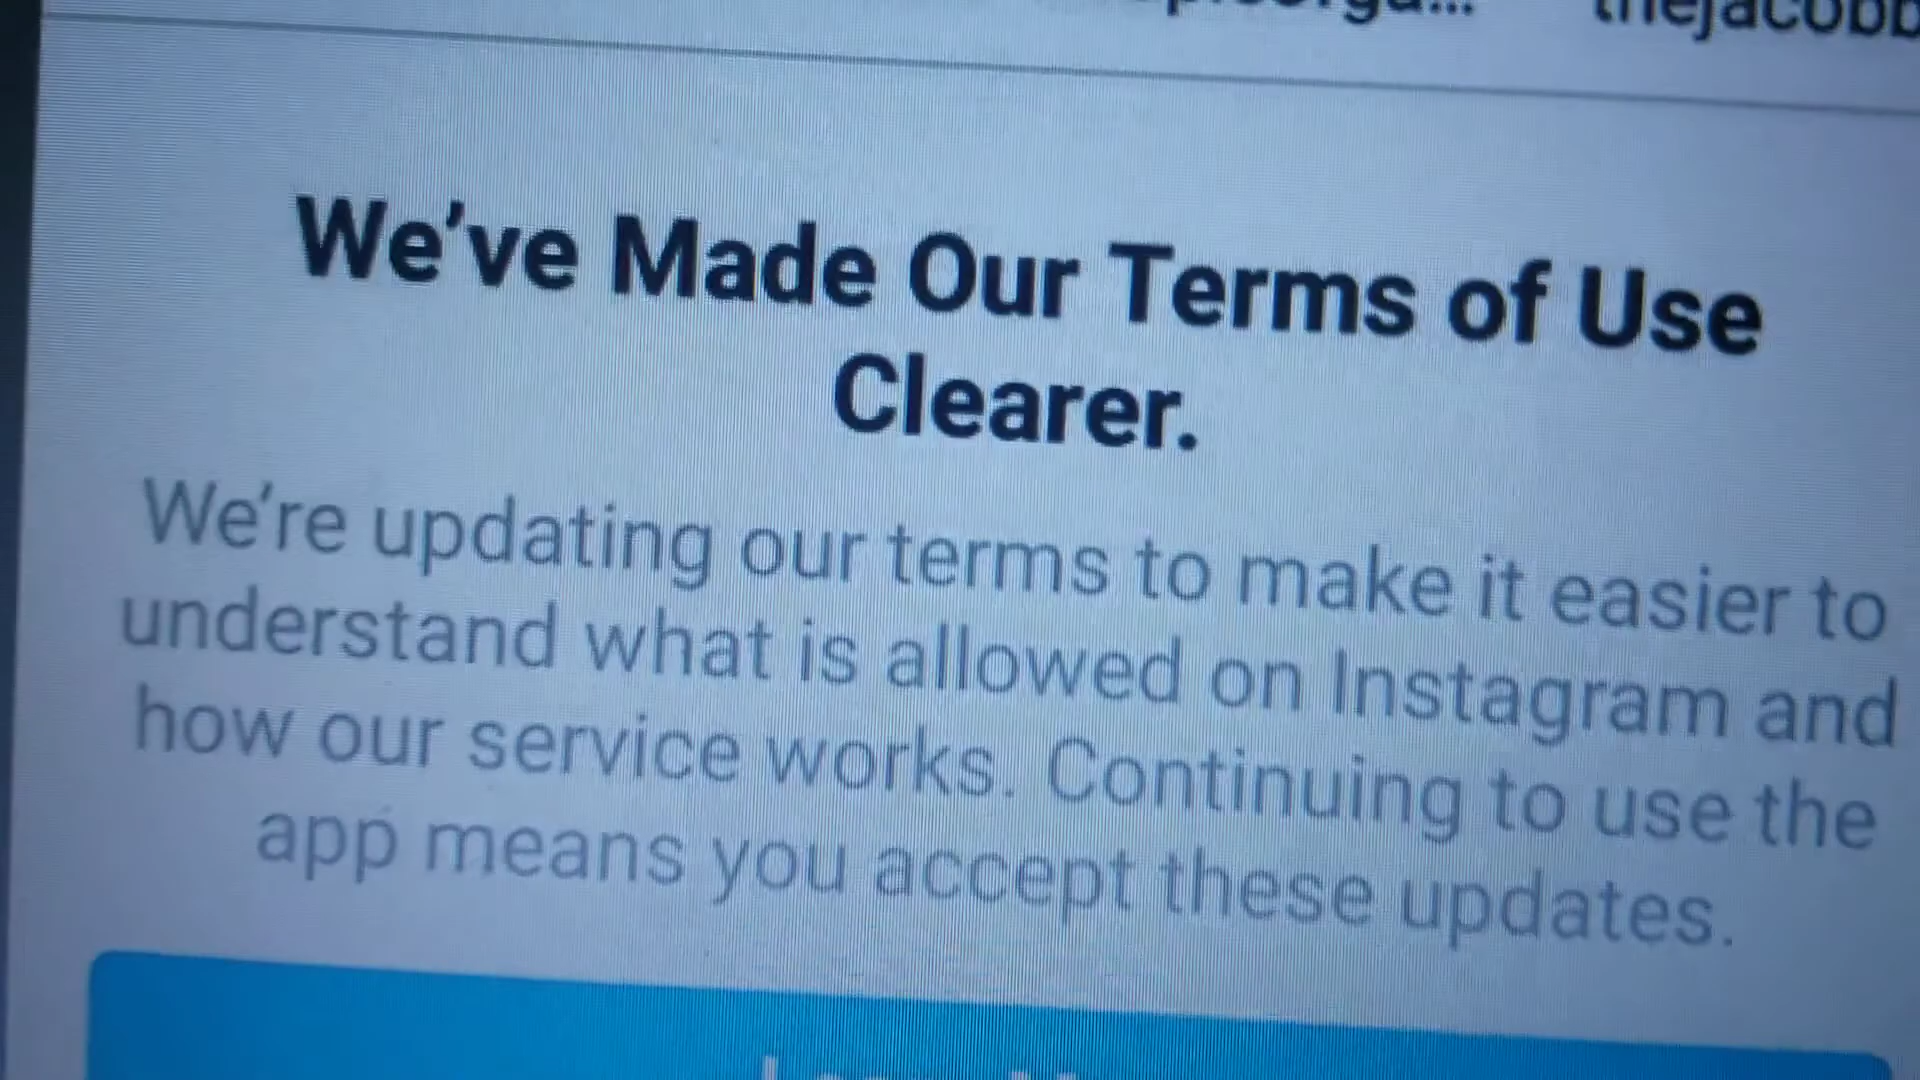 We've Made Our Terms of Use
Clearer.
We're updating our terms to make it easier to
understand what is allowed on Instagram and
how our service works. Continuing to use the
app means you accept these updates.